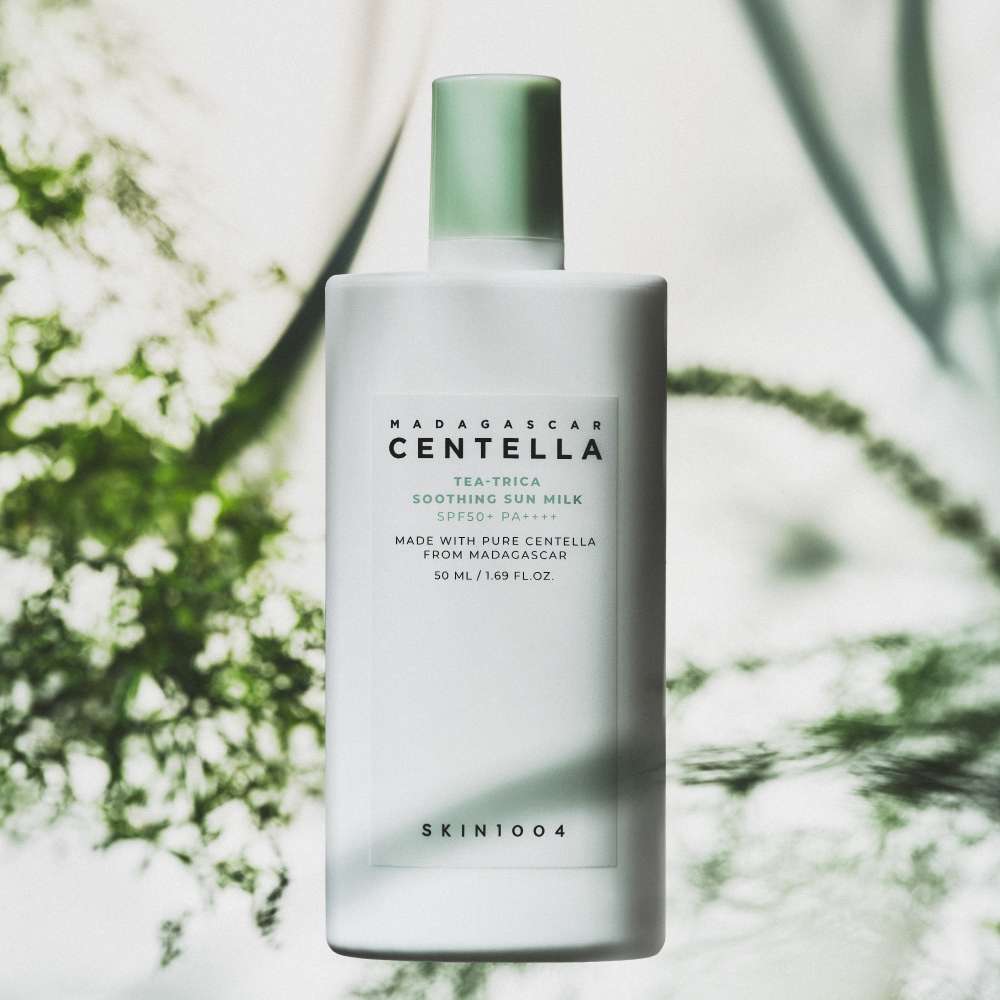 MADAGASCAR
CENTELLA
TEA-TRICA
SOOTHING SUN MILK
SPF50+ PA++++
MADE WITH PURE CENTELLA
FROM MADAGASCAR
50 ML / 1.69 FL.OZ.
SKIN1004